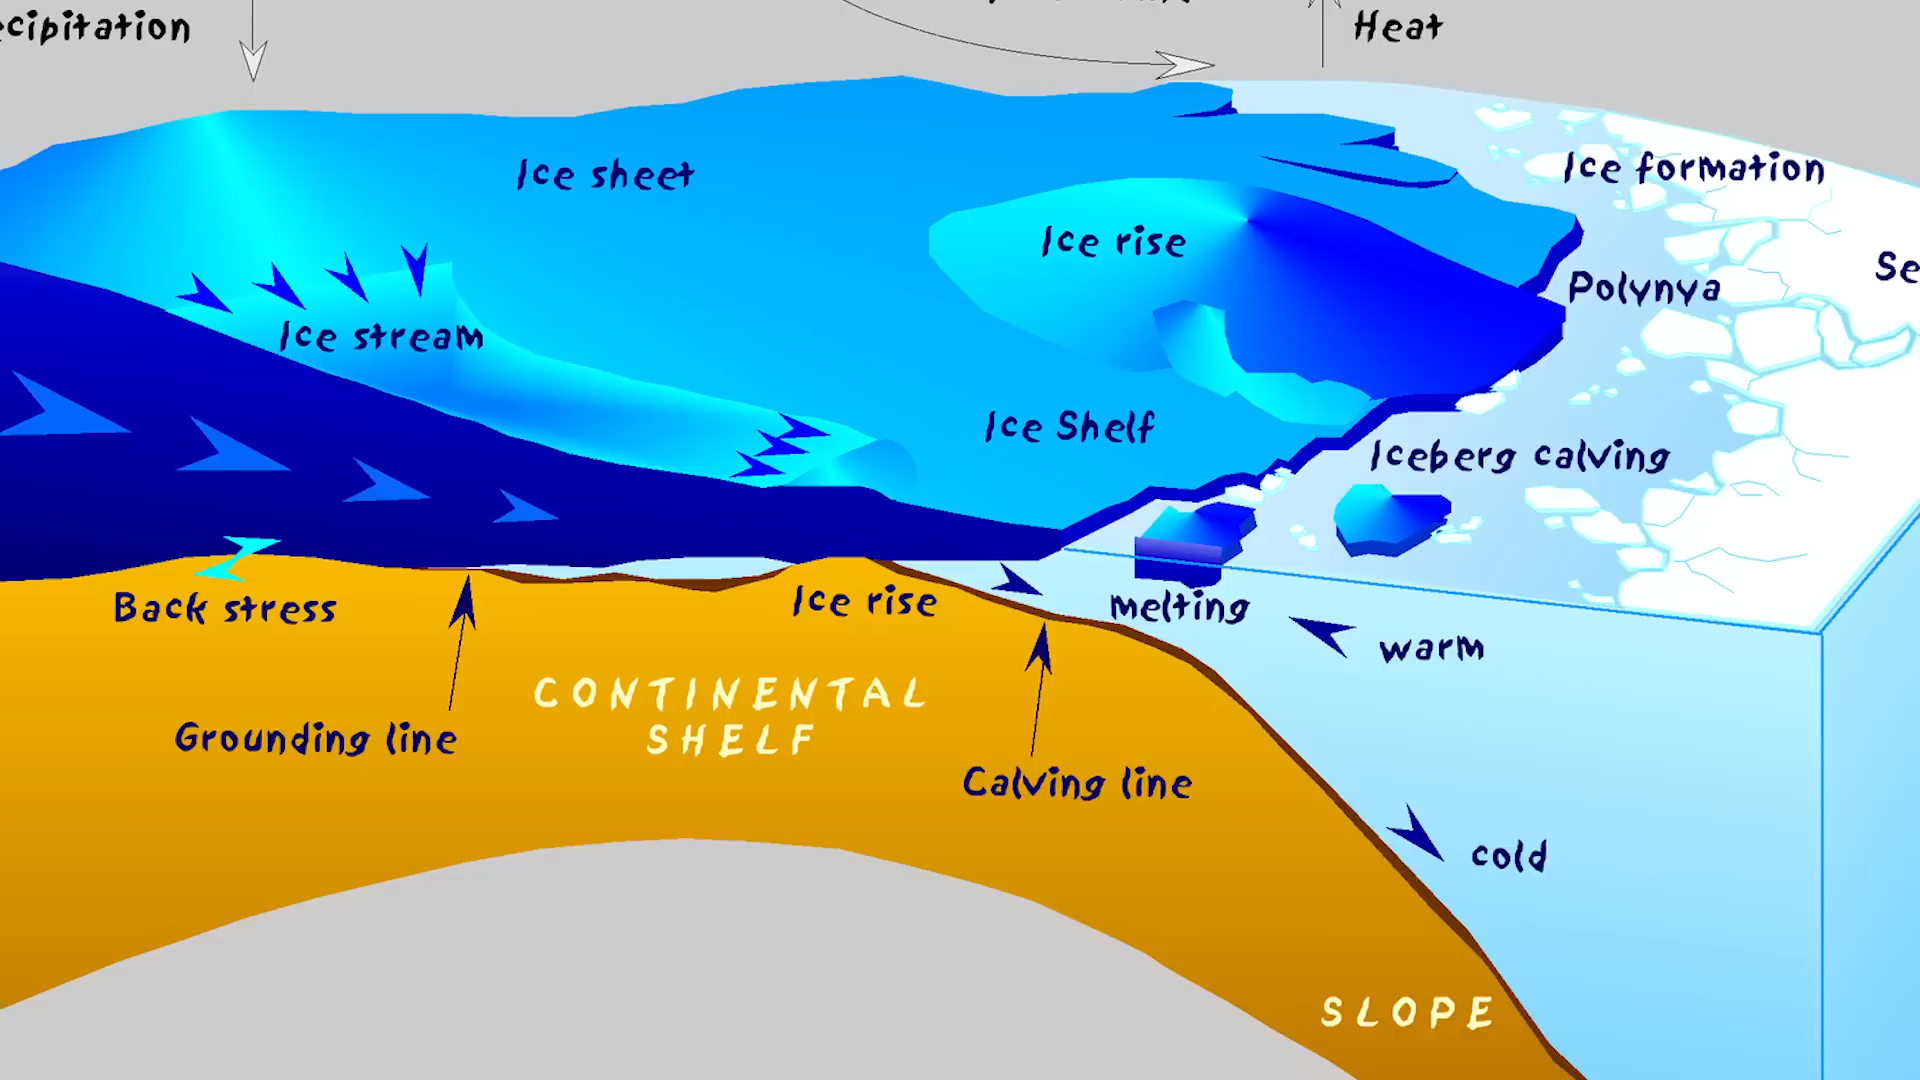 Heat
Ice formation
Ice sheet
Ice rise
Polynya
Ice stream
Ice Shelf
Iceberg calving
Back stress
Ice rise
melting
warm
CONTINENTAL
SHELF
Grounding line
Calving line
cold
SLOPE